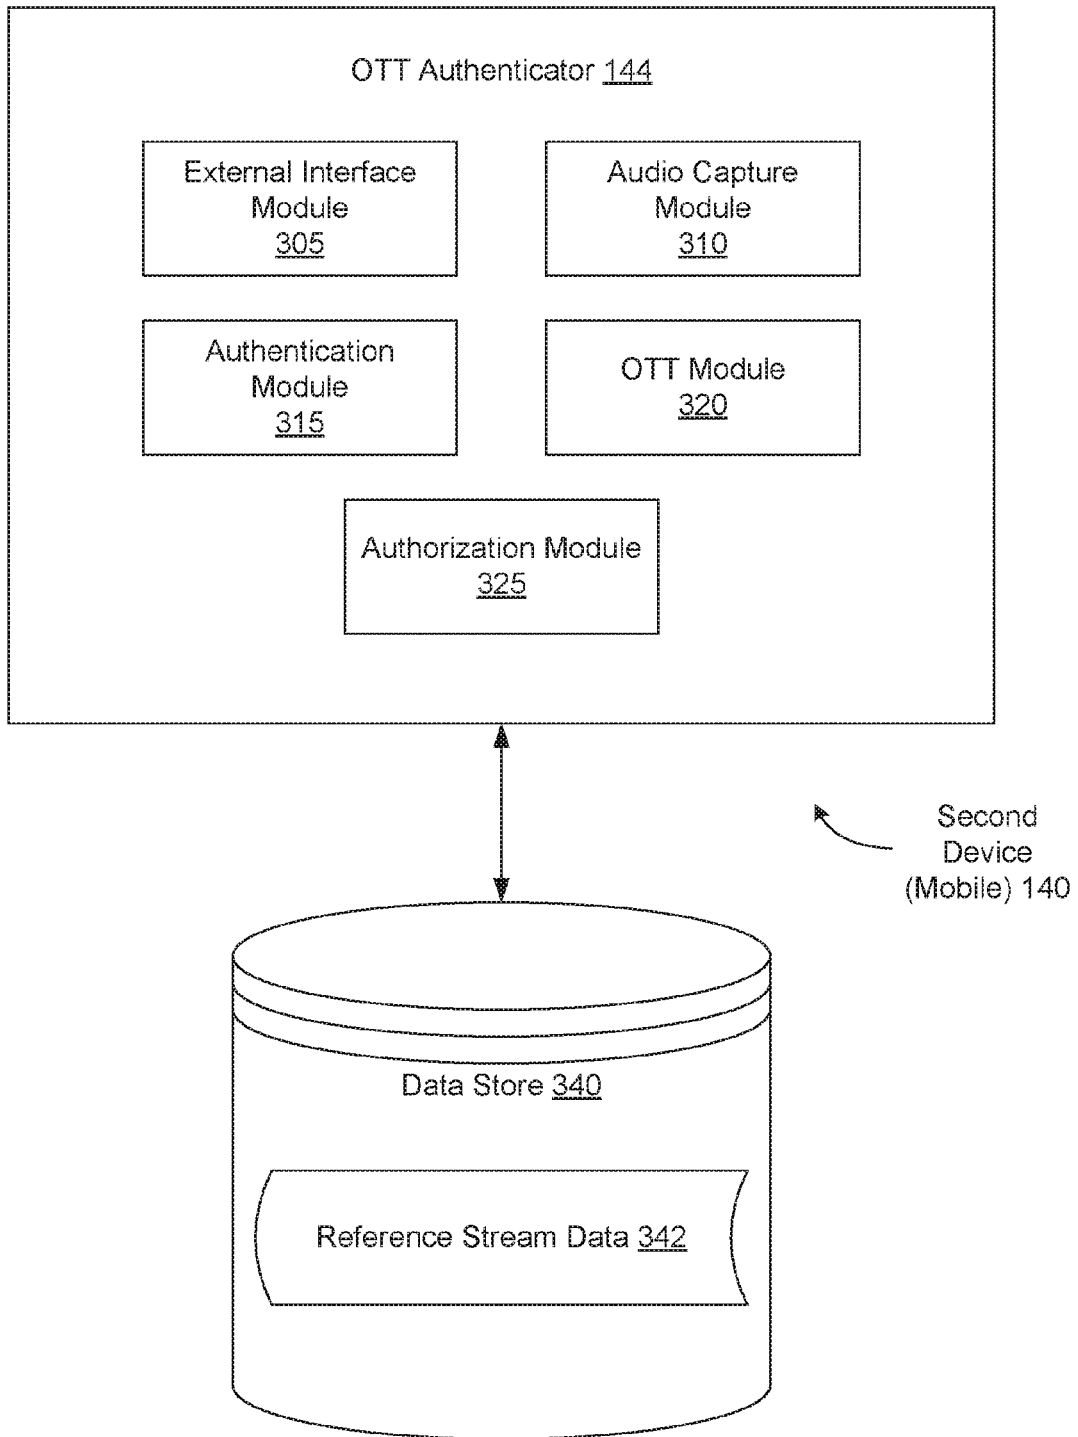 OTT Authenticator 144
External Interface
Module
305
Audio Capture
Module
310
Authentication
Module
315
OTT Module
320
Authorization Module
325
Second
Device
(Mobile) 140
Data Store 340
Reference Stream Data 342